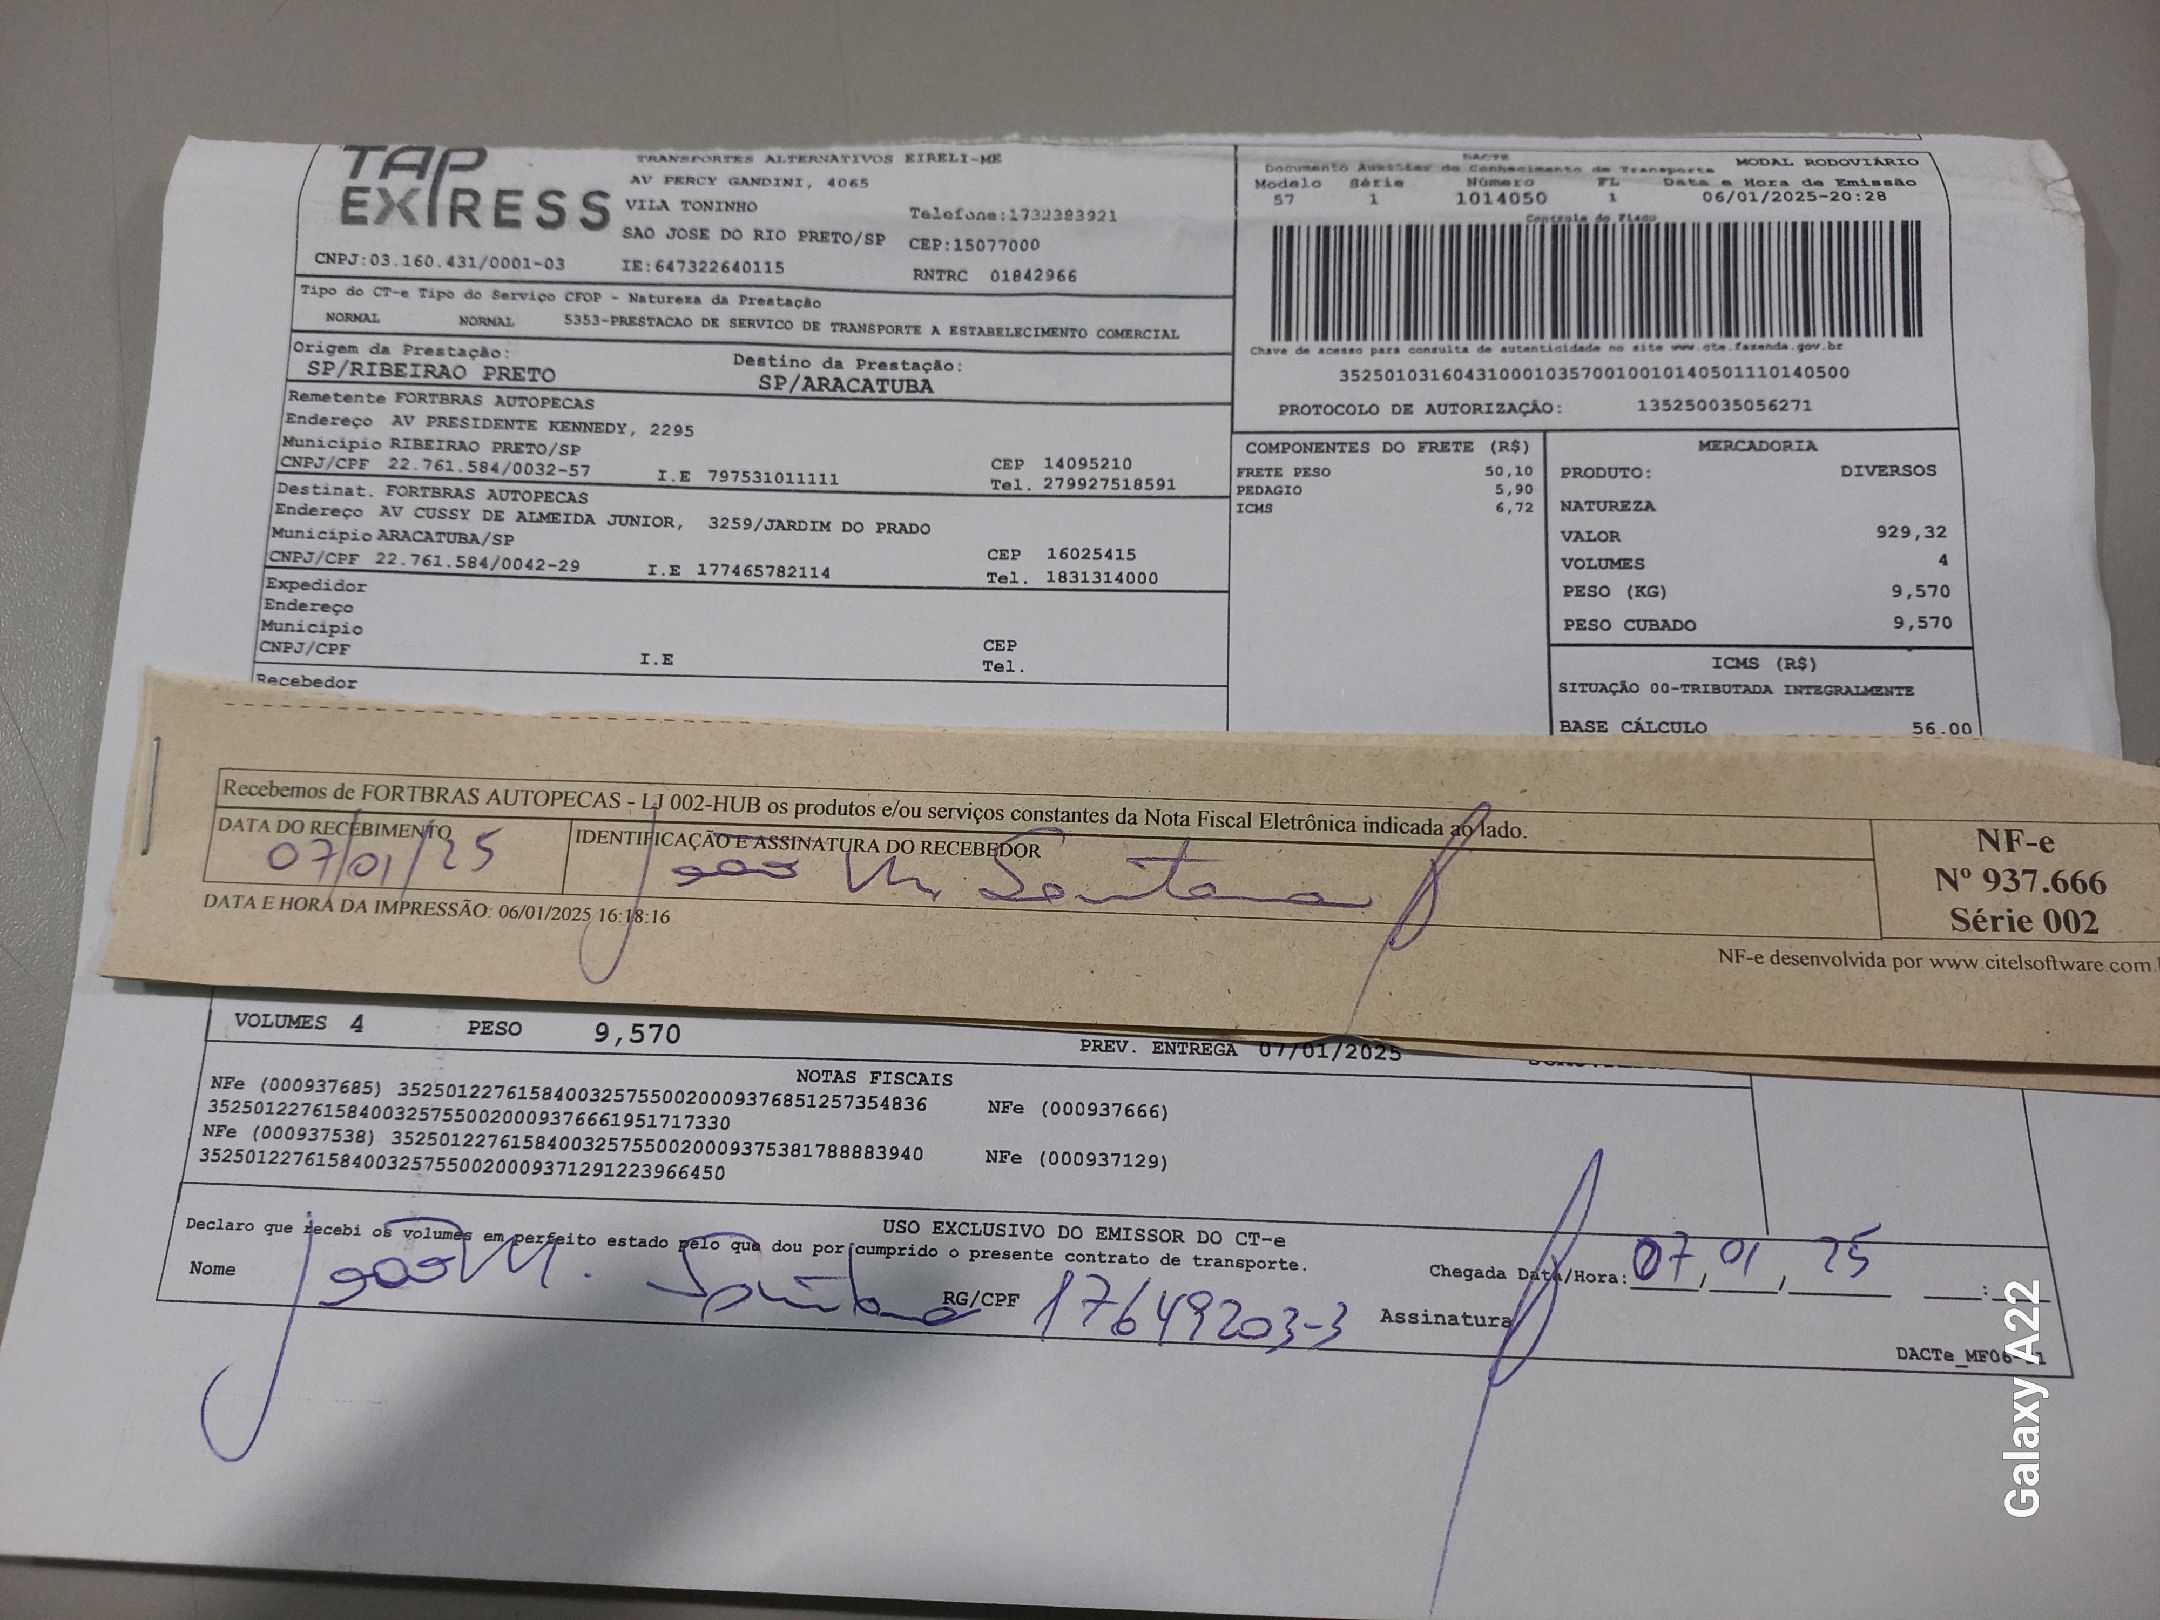 TAP EXPRESS
TRANSPORTES ALTERNATIVOS EIRELI-ME
AV PERCY GANDINI, 4065
VILA TONINHO Telefone:1732383921
SAO JOSE DO RIO PRETO/SP CEP:15077000
CNPJ:03.160.431/0001-03 IE:647322640115 RNTRC 01842966
DACTE MODAL RODOVIÁRIO
Documento Auxiliar do Conhecimento de Transporte
Modelo Série Número FL Data e Hora de Emissão
57 1 1014050 1 06/01/2025-20:28
Controle do Fisco
Chave de acesso para consulta de autenticidade no site www.cte.fazenda.gov.br
35250103160431000103570010010140501110140500
PROTOCOLO DE AUTORIZAÇÃO: 135250035056271
Tipo do CT-e Tipo do Serviço CFOP - Natureza da Prestação
NORMAL NORMAL 5353-PRESTACAO DE SERVICO DE TRANSPORTE A ESTABELECIMENTO COMERCIAL
Origem da Prestação: Destino da Prestação:
SP/RIBEIRAO PRETO SP/ARACATUBA
Remetente FORTBRAS AUTOPECAS
Endereço AV PRESIDENTE KENNEDY, 2295
Município RIBEIRAO PRETO/SP CEP 14095210
CNPJ/CPF 22.761.584/0032-57 I.E 797531011111 Tel. 279927518591
Destinat. FORTBRAS AUTOPECAS
Endereço AV CUSSY DE ALMEIDA JUNIOR, 3259/JARDIM DO PRADO
Município ARACATUBA/SP CEP 16025415
CNPJ/CPF 22.761.584/0042-29 I.E 177465782114 Tel. 1831314000
Expedidor
Endereço
Município CEP
CNPJ/CPF I.E Tel.
Recebedor
COMPONENTES DO FRETE (R$)
FRETE PESO 50,10
PEDAGIO 5,90
ICMS 6,72
MERCADORIA
PRODUTO: DIVERSOS
NATUREZA
VALOR 929,32
VOLUMES 4
PESO (KG) 9,570
PESO CUBADO 9,570
ICMS (R$)
SITUAÇÃO 00-TRIBUTADA INTEGRALMENTE
BASE CÁLCULO 56.00
Recebemos de FORTBRAS AUTOPECAS - LJ 002-HUB os produtos e/ou serviços constantes da Nota Fiscal Eletrônica indicada ao lado.
DATA DO RECEBIMENTO IDENTIFICAÇÃO E ASSINATURA DO RECEBEDOR
07/01/25 Joao M. Santana
DATA E HORA DA IMPRESSÃO: 06/01/2025 16:18:16
NF-e
Nº 937.666
Série 002
NF-e desenvolvida por www.citelsoftware.com.
VOLUMES 4 PESO 9,570 PREV. ENTREGA 07/01/2025
NOTAS FISCAIS
NFe (000937685) 35250122761584003257550020009376851257354836 NFe (000937666)
35250122761584003257550020009376661951717330
NFe (000937538) 35250122761584003257550020009375381788883940 NFe (000937129)
35250122761584003257550020009371291223966450
USO EXCLUSIVO DO EMISSOR DO CT-e
Declaro que recebi os volumes em perfeito estado pelo que dou por cumprido o presente contrato de transporte.
Nome Joao M. Santana RG/CPF 17649203-3 Assinatura Chegada Data/Hora: 07, 01, 25 :
DACTe_MF06-
Galaxy A22